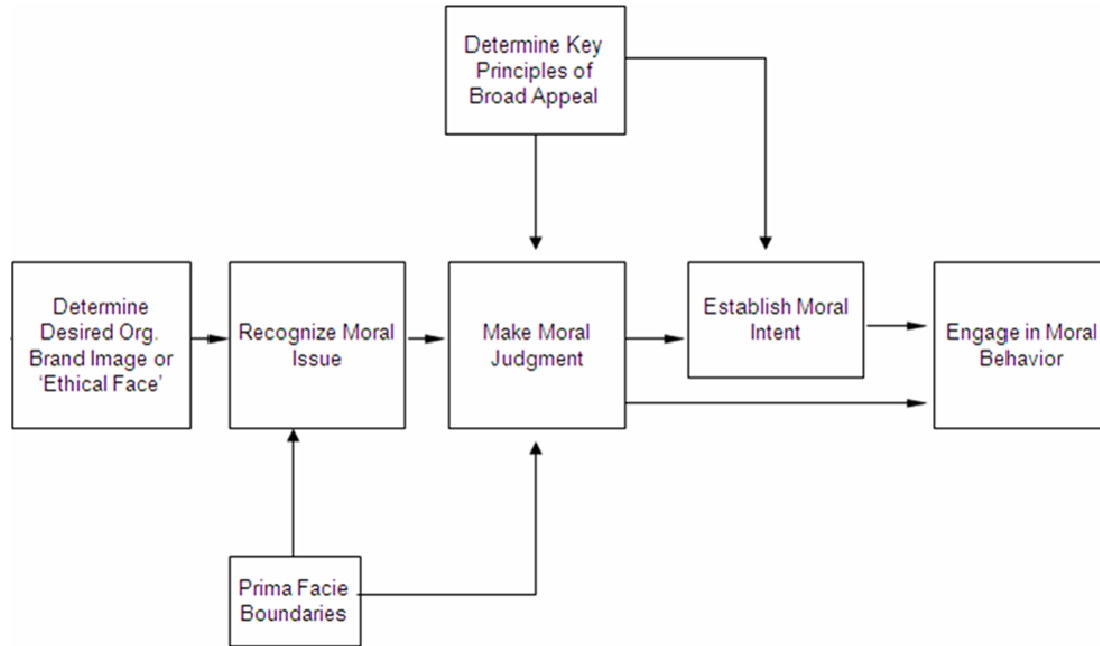 Determine Key
Principles of
Broad Appeal
Determine
Desired Org.
Brand Image or
‘Ethical Face’
Recognize Moral
Issue
Make Moral
Judgment
Establish Moral
Intent
Engage in Moral
Behavior
Prima Facie
Boundaries